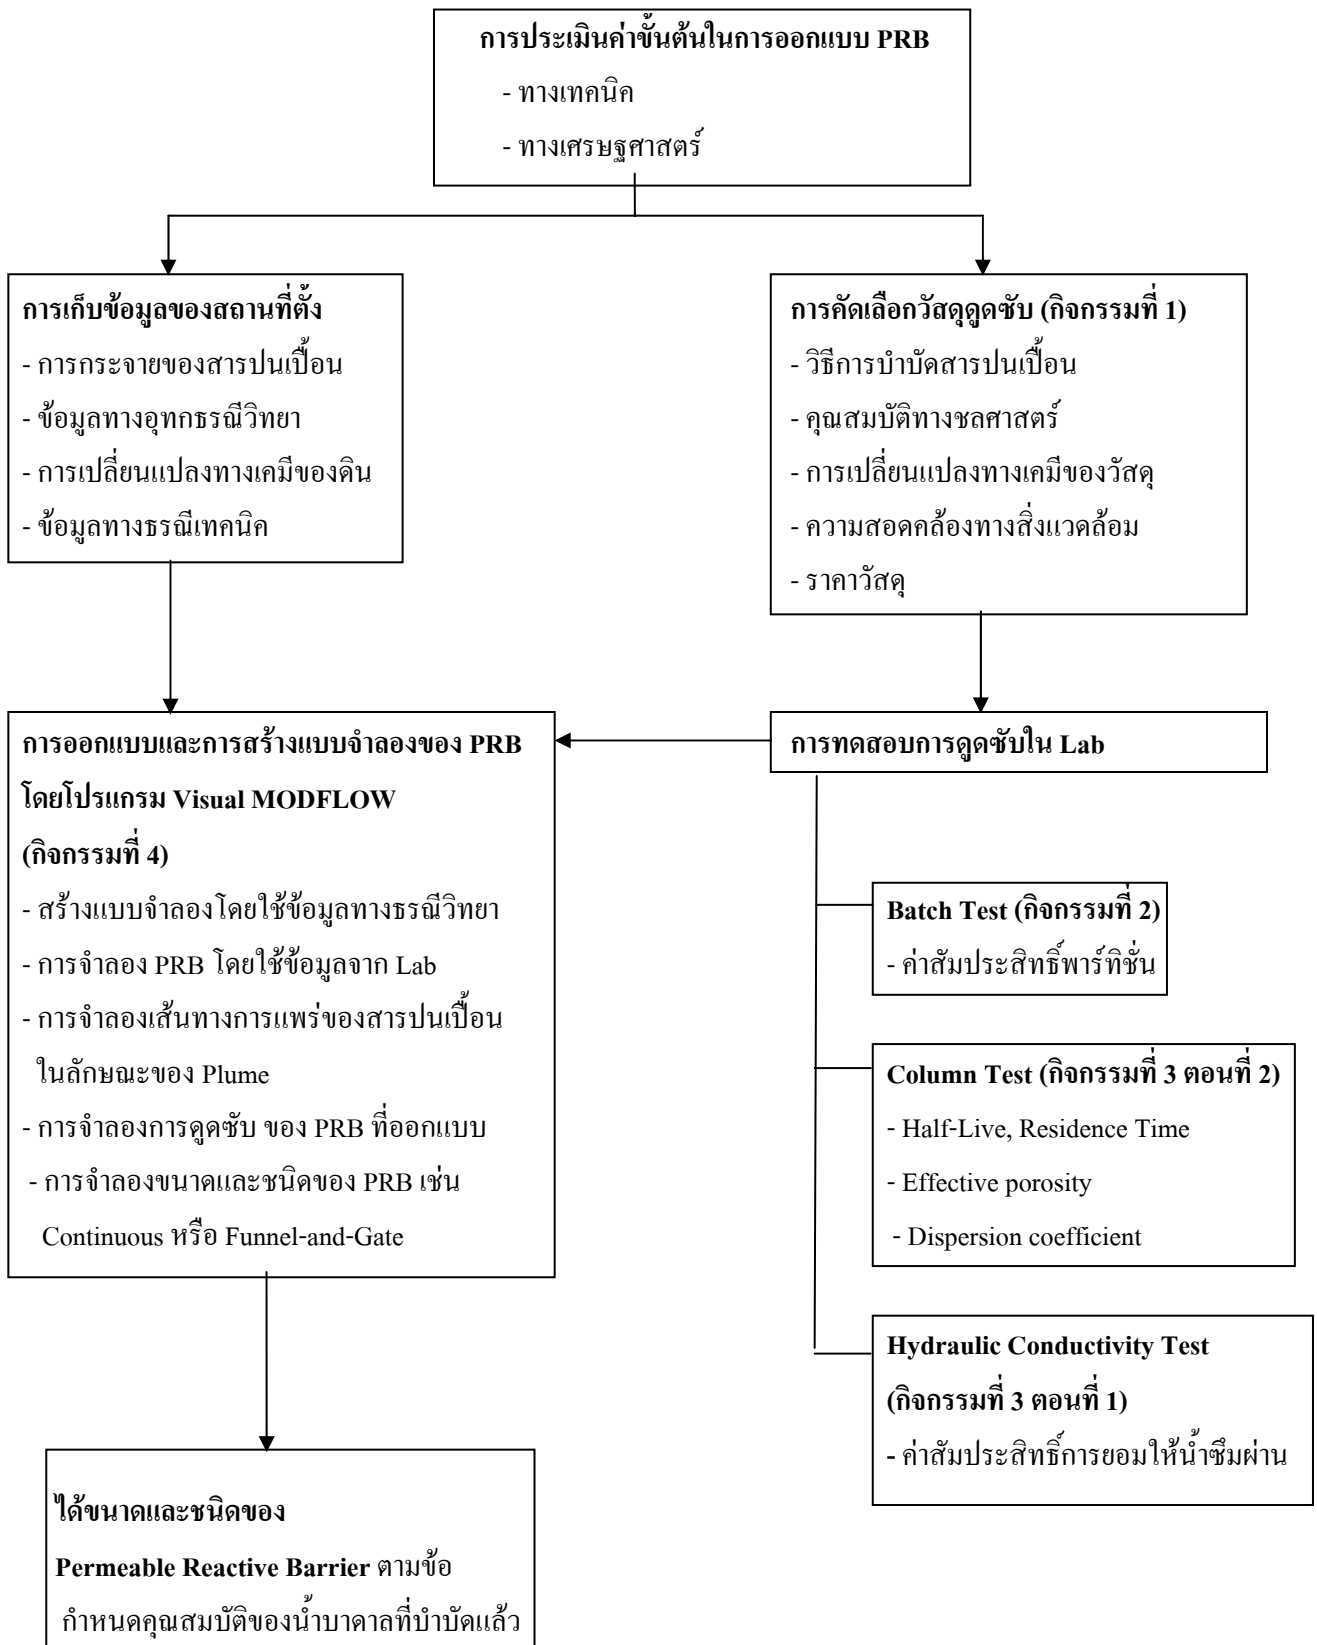 การประเมินค่าขั้นต้นในการออกแบบ PRB
- ทางเทคนิค
- ทางเศรษฐศาสตร์
การเก็บข้อมูลของสถานที่ตั้ง
- การกระจายของสารปนเปื้อน
- ข้อมูลทางอุทกธรณีวิทยา
- การเปลี่ยนแปลงทางเคมีของดิน
- ข้อมูลทางธรณีเทคนิค
การคัดเลือกวัสดุดูดซับ (กิจกรรมที่ 1)
- วิธีการบำบัดสารปนเปื้อน
- คุณสมบัติทางชลศาสตร์
- การเปลี่ยนแปลงทางเคมีของวัสดุ
- ความสอดคล้องทางสิ่งแวดล้อม
- ราคาวัสดุ
การออกแบบและการสร้างแบบจำลองของ PRB
โดยโปรแกรม Visual MODFLOW
(กิจกรรมที่ 4)
- สร้างแบบจำลองโดยใช้ข้อมูลทางธรณีวิทยา
- การจำลอง PRB โดยใช้ข้อมูลจาก Lab
- การจำลองเส้นทางการแพร่ของสารปนเปื้อน
ในลักษณะของ Plume
- การจำลองการดูดซับ ของ PRB ที่ออกแบบ
- การจำลองขนาดและชนิดของ PRB เช่น
Continuous หรือ Funnel-and-Gate
การทดสอบการดูดซับใน Lab
Batch Test (กิจกรรมที่ 2)
- ค่าสัมประสิทธิ์พาร์ทิชั่น
Column Test (กิจกรรมที่ 3 ตอนที่ 2)
- Half-Live, Residence Time
- Effective porosity
- Dispersion coefficient
Hydraulic Conductivity Test
(กิจกรรมที่ 3 ตอนที่ 1)
- ค่าสัมประสิทธิ์การยอมให้น้ำซึมผ่าน
ได้ขนาดและชนิดของ
Permeable Reactive Barrier ตามข้อ
กำหนดคุณสมบัติของน้ำบาดาลที่บำบัดแล้ว